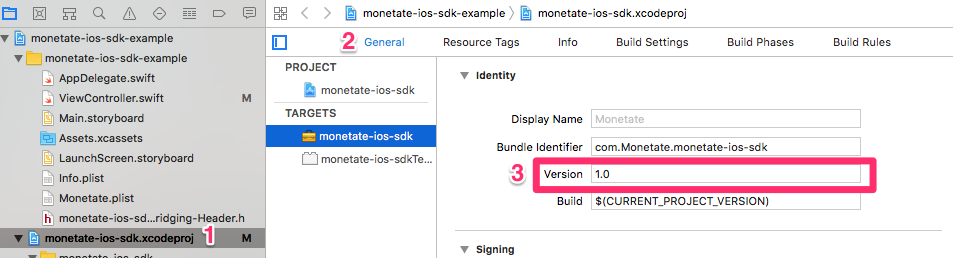 monetate-ios-sdk-example
monetate-ios-sdk-example
AppDelegate.swift
ViewController.swift M
Main.storyboard
Assets.xcassets
LaunchScreen.storyboard
Info.plist
Monetate.plist
h monetate-ios-sd...ridging-Header.h
monetate-ios-sdk.xcodeproj 1 M
monetate-ios-sdk
monetate-ios-sdk-example monetate-ios-sdk.xcodeproj
2 General Resource Tags Info Build Settings Build Phases Build Rules
PROJECT
monetate-ios-sdk
TARGETS
monetate-ios-sdk
monetate-ios-sdkTe...
Identity
Display Name Monetate
Bundle Identifier com.Monetate.monetate-ios-sdk
3 Version 1.0
Build $(CURRENT_PROJECT_VERSION)
Signing